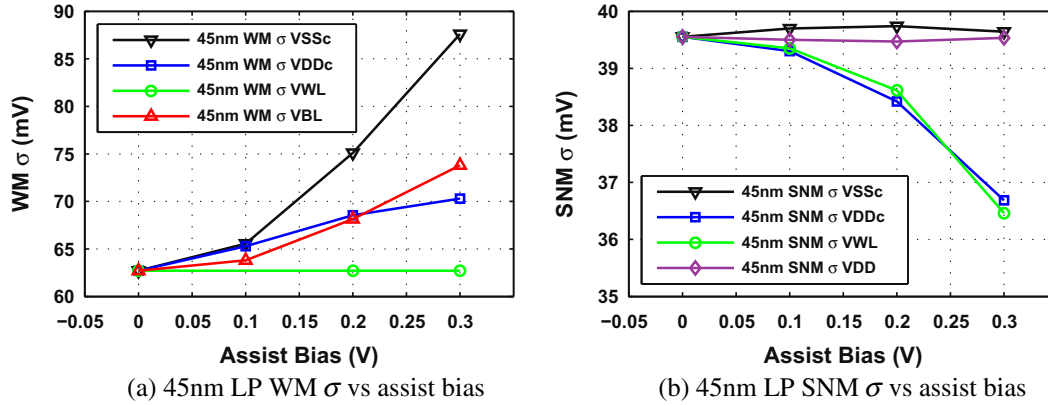 WM σ (mV)
90
85
80
75
70
65
60
45nm WM σ VSSc
45nm WM σ VDDc
45nm WM σ VWL
45nm WM σ VBL
−0.05 0 0.05 0.1 0.15 0.2 0.25 0.3
Assist Bias (V)
(a) 45nm LP WM σ vs assist bias
SNM σ (mV)
40
39
38
37
36
35
45nm SNM σ VSSc
45nm SNM σ VDDc
45nm SNM σ VWL
45nm SNM σ VDD
−0.05 0 0.05 0.1 0.15 0.2 0.25 0.3
Assist Bias (V)
(b) 45nm LP SNM σ vs assist bias